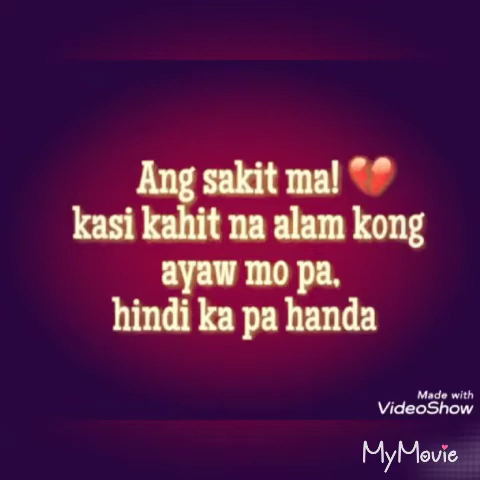 Ang sakit ma! 💔
kasi kahit na alam kong
ayaw mo pa,
hindi ka pa handa
Made with
VideoShow
MyMovie